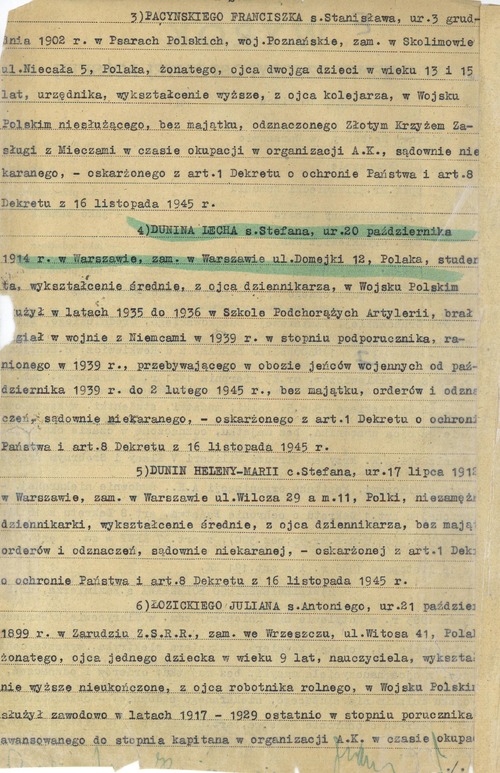 3)PACYNSKIEGO FRANCISZKA s.Stanisława, ur.3 grud-
dnia 1902 r. w Psarach Polskich, woj.Poznańskie, zam. w Skolimowie
ul.Niecała 5, Polaka, żonatego, ojca dwojga dzieci w wieku 13 i 15
lat, urzędnika, wykształcenie wyższe, z ojca kolejarza, w Wojsku
Polskim niesłużącego, bez majątku, odznaczonego Złotym Krzyżem Za-
sługi z Mieczami w czasie okupacji w organizacji A.K., sądownie nie
karanego, - oskarżonego z art.1 Dekretu o ochronie Państwa i art.8
Dekretu z 16 listopada 1945 r.
4)DUNINA LECHA s.Stefana, ur.20 października
1914 r. w Warszawie, zam. w Warszawie ul.Domejki 12, Polaka, studen
ta, wykształcenie średnie, z ojca dziennikarza, w Wojsku Polskim
użył w latach 1935 do 1936 w Szkole Podchorążych Artylerii, brał
iał w wojnie z Niemcami w 1939 r. w stopniu podporucznika, ra-
nionego w 1939 r., przebywającego w obozie jeńców wojennych od paź-
dziernika 1939 r. do 2 lutego 1945 r., bez majątku, orderów i odzna
czeń, sądownie niekaranego, - oskarżonego z art.1 Dekretu o ochroni
Państwa i art.8 Dekretu z 16 listopada 1945 r.
5)DUNIN HELENY-MARII c.Stefana, ur.17 lipca 1912
w Warszawie, zam. w Warszawie ul.Wilcza 29 a m.11, Polki, niezamęż
dziennikarki, wykształcenie średnie, z ojca dziennikarza, bez mają
orderów i odznaczeń, sądownie niekaranej, - oskarżonej z art.1 Dek
o ochronie Państwa i art.8 Dekretu z 16 listopada 1945 r.
6)ŁOZICKIEGO JULIANA s.Antoniego, ur.21 paździe
1899 r. w Zarudziu Z.S.R.R., zam. we Wrzeszczu, ul.Witosa 41, Polak
żonatego, ojca jednego dziecka w wieku 9 lat, nauczyciela, wykszta
nie wyższe nieukończone, z ojca robotnika rolnego, w Wojsku Polskim
służył zawodowo w latach 1917 - 1929 ostatnio w stopniu porucznika
awansowanego do stopnia kapitana w organizacji A.K. w czasie okupa
./.